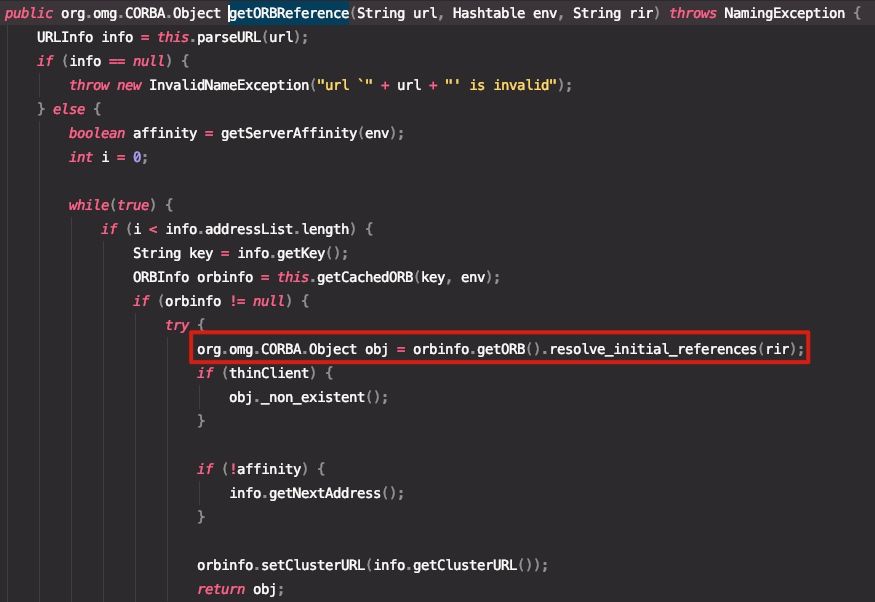 public org.omg.CORBA.Object getORBReference(String url, Hashtable env, String rir) throws NamingException {
URLInfo info = this.parseURL(url);
if (info == null) {
throw new InvalidNameException("url `" + url + "' is invalid");
} else {
boolean affinity = getServerAffinity(env);
int i = 0;
while(true) {
if (i < info.addressList.length) {
String key = info.getKey();
ORBInfo orbinfo = this.getCachedORB(key, env);
if (orbinfo != null) {
try {
org.omg.CORBA.Object obj = orbinfo.getORB().resolve_initial_references(rir);
if (thinClient) {
obj._non_existent();
}
if (!affinity) {
info.getNextAddress();
}
orbinfo.setClusterURL(info.getClusterURL());
return obj;